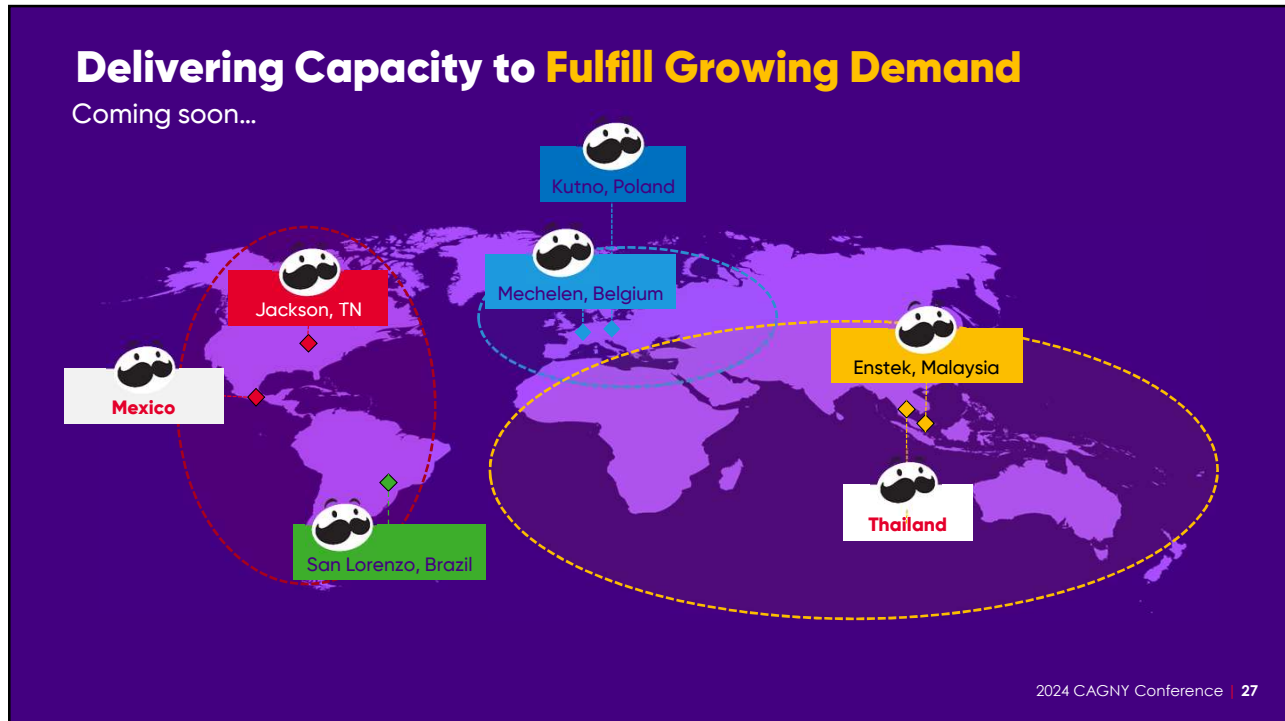 Delivering Capacity to Fulfill Growing Demand
Coming soon…
Kutno, Poland
Mechelen, Belgium
Jackson, TN
Enstek, Malaysia
Mexico
Thailand
San Lorenzo, Brazil
2024 CAGNY Conference | 27